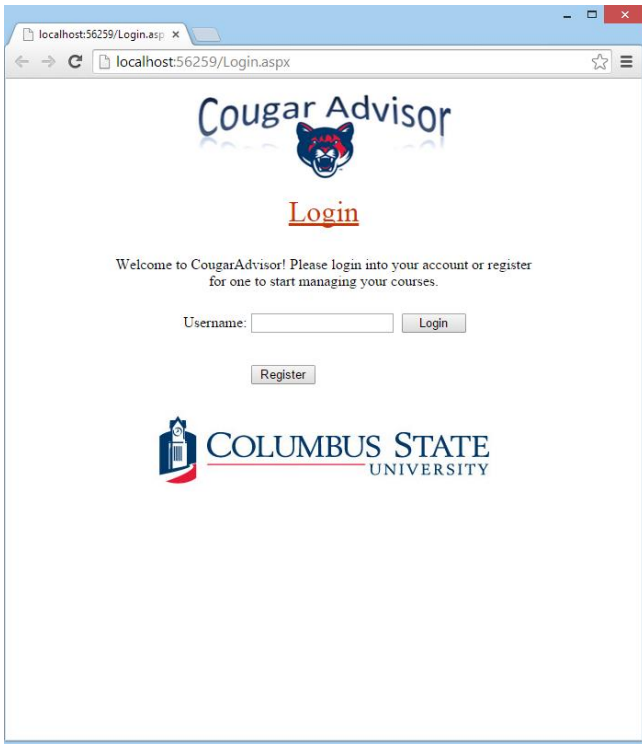 localhost:56259/Login.asp
localhost:56259/Login.aspx
Cougar Advisor
Login
Welcome to CougarAdvisor! Please login into your account or register
for one to start managing your courses.
Username: Login
Register
COLUMBUS STATE
UNIVERSITY